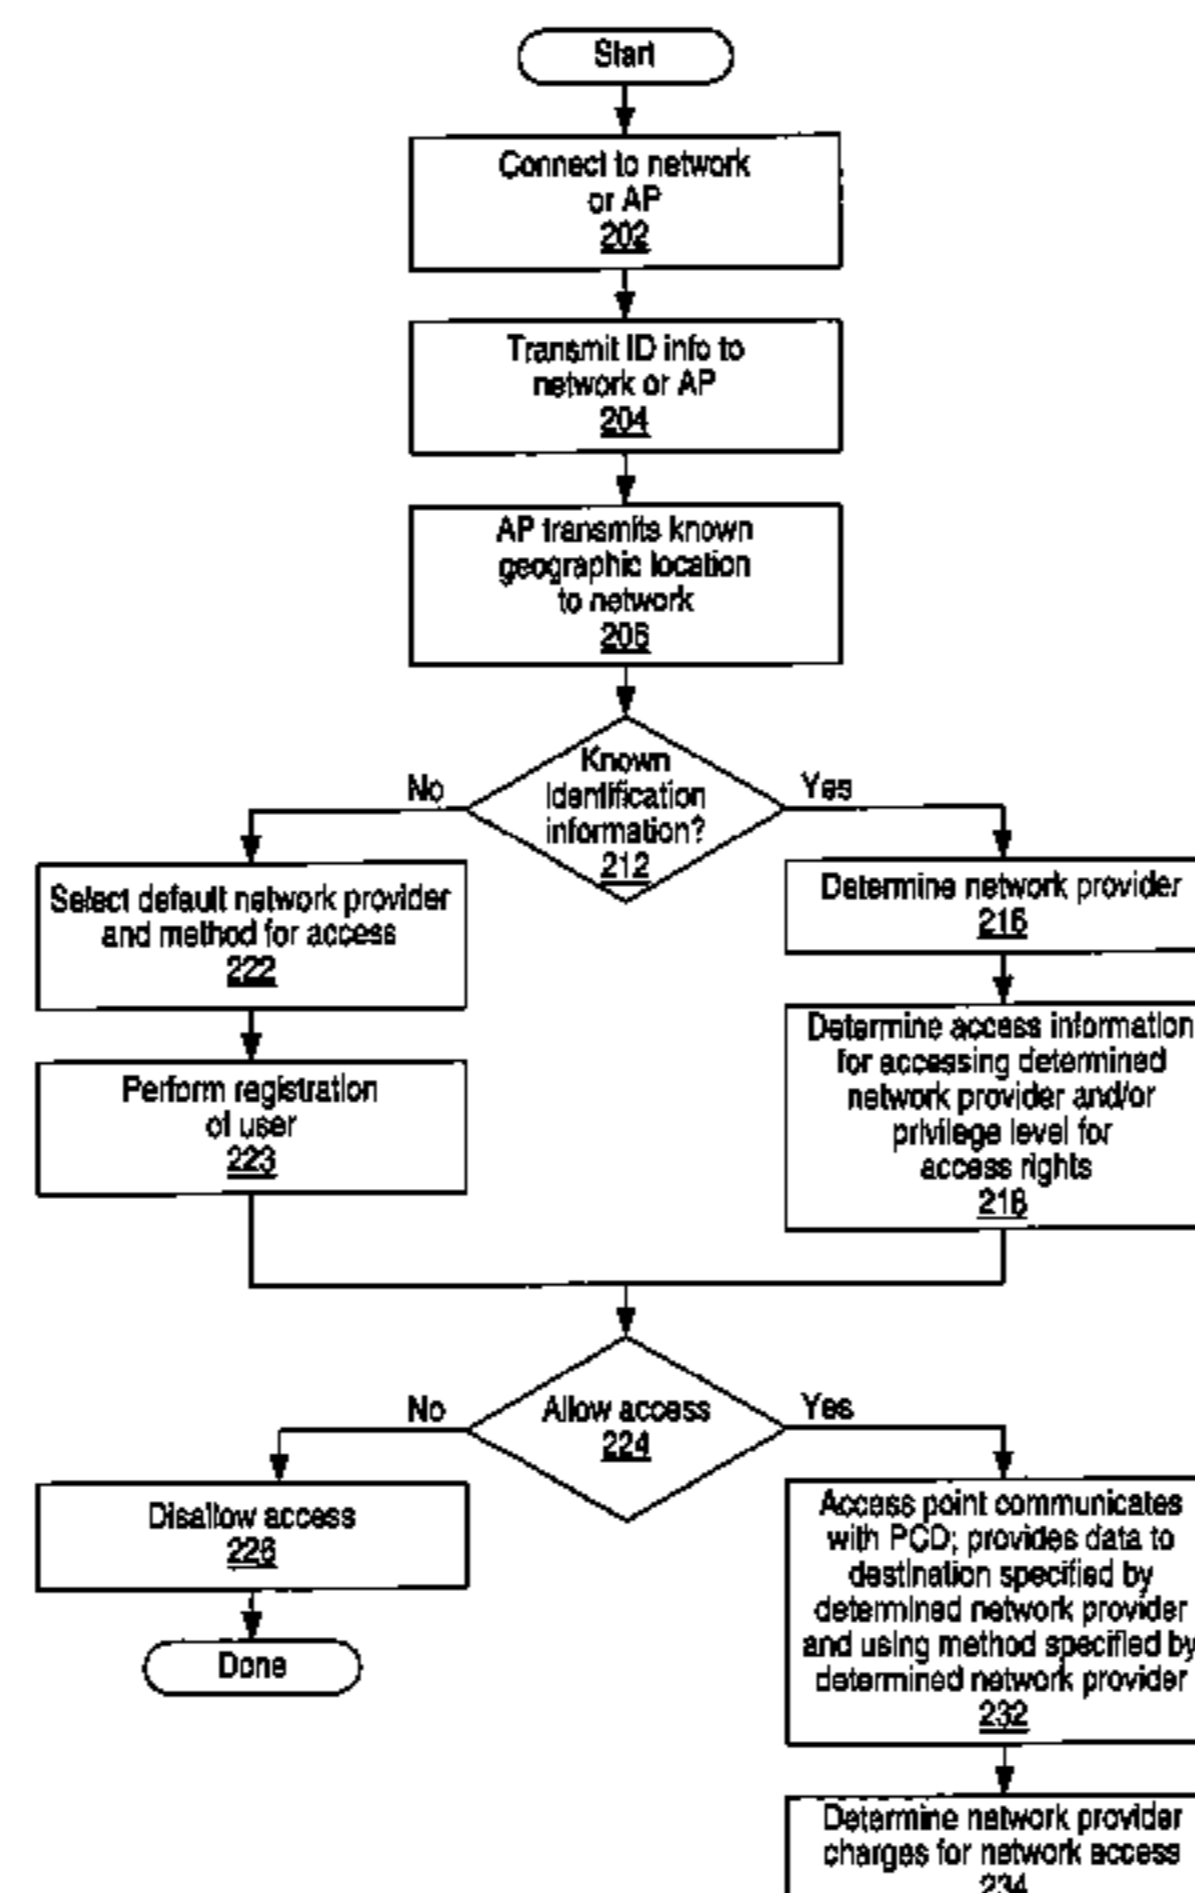 Start
Connect to network
or AP
202
Transmit ID info to
network or AP
204
AP transmits known
geographic location
to network
206
Known
identification
information?
212
No
Yes
Select default network provider
and method for access
222
Perform registration
of user
223
Determine network provider
216
Determine access information
for accessing determined
network provider and/or
privilege level for
access rights
218
Allow access
224
No
Yes
Disallow access
226
Done
Access point communicates
with PCD; provides data to
destination specified by
determined network provider
and using method specified by
determined network provider
232
Determine network provider
charges for network access
234